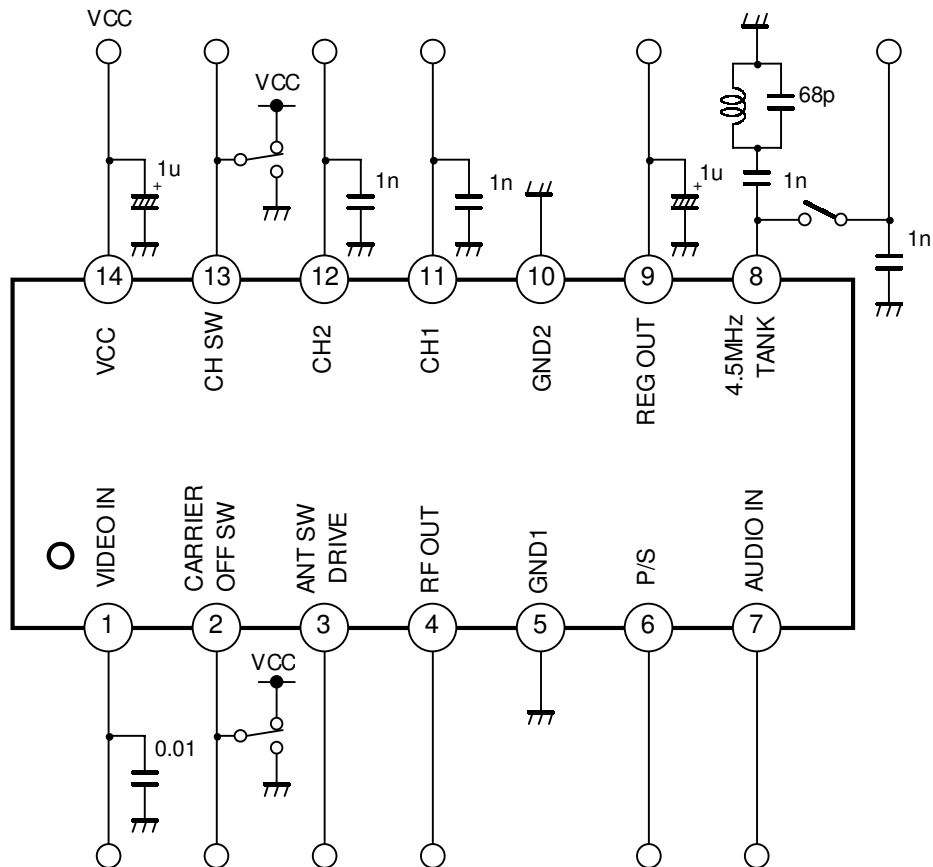 VCC
VCC
68p
1u
+
1n
1n
1u
+
1n
1n
14
13
12
11
10
9
8
VCC
CH SW
CH2
CH1
GND2
REG OUT
4.5MHz
TANK
VIDEO IN
CARRIER
OFF SW
ANT SW
DRIVE
RF OUT
GND1
P/S
AUDIO IN
1
2
3
4
5
6
7
VCC
0.01